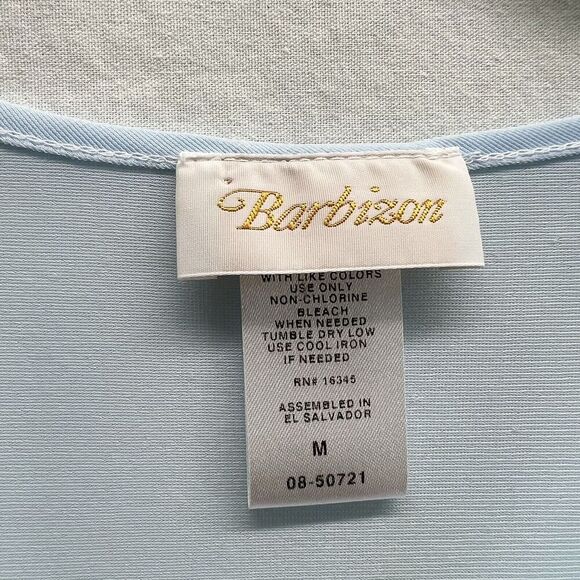 Barbizon
WITH LIKE COLORS
USE ONLY
NON-CHLORINE
BLEACH
WHEN NEEDED
TUMBLE DRY LOW
USE COOL IRON
IF NEEDED
RN# 16345
ASSEMBLED IN
EL SALVADOR
M
08-50721